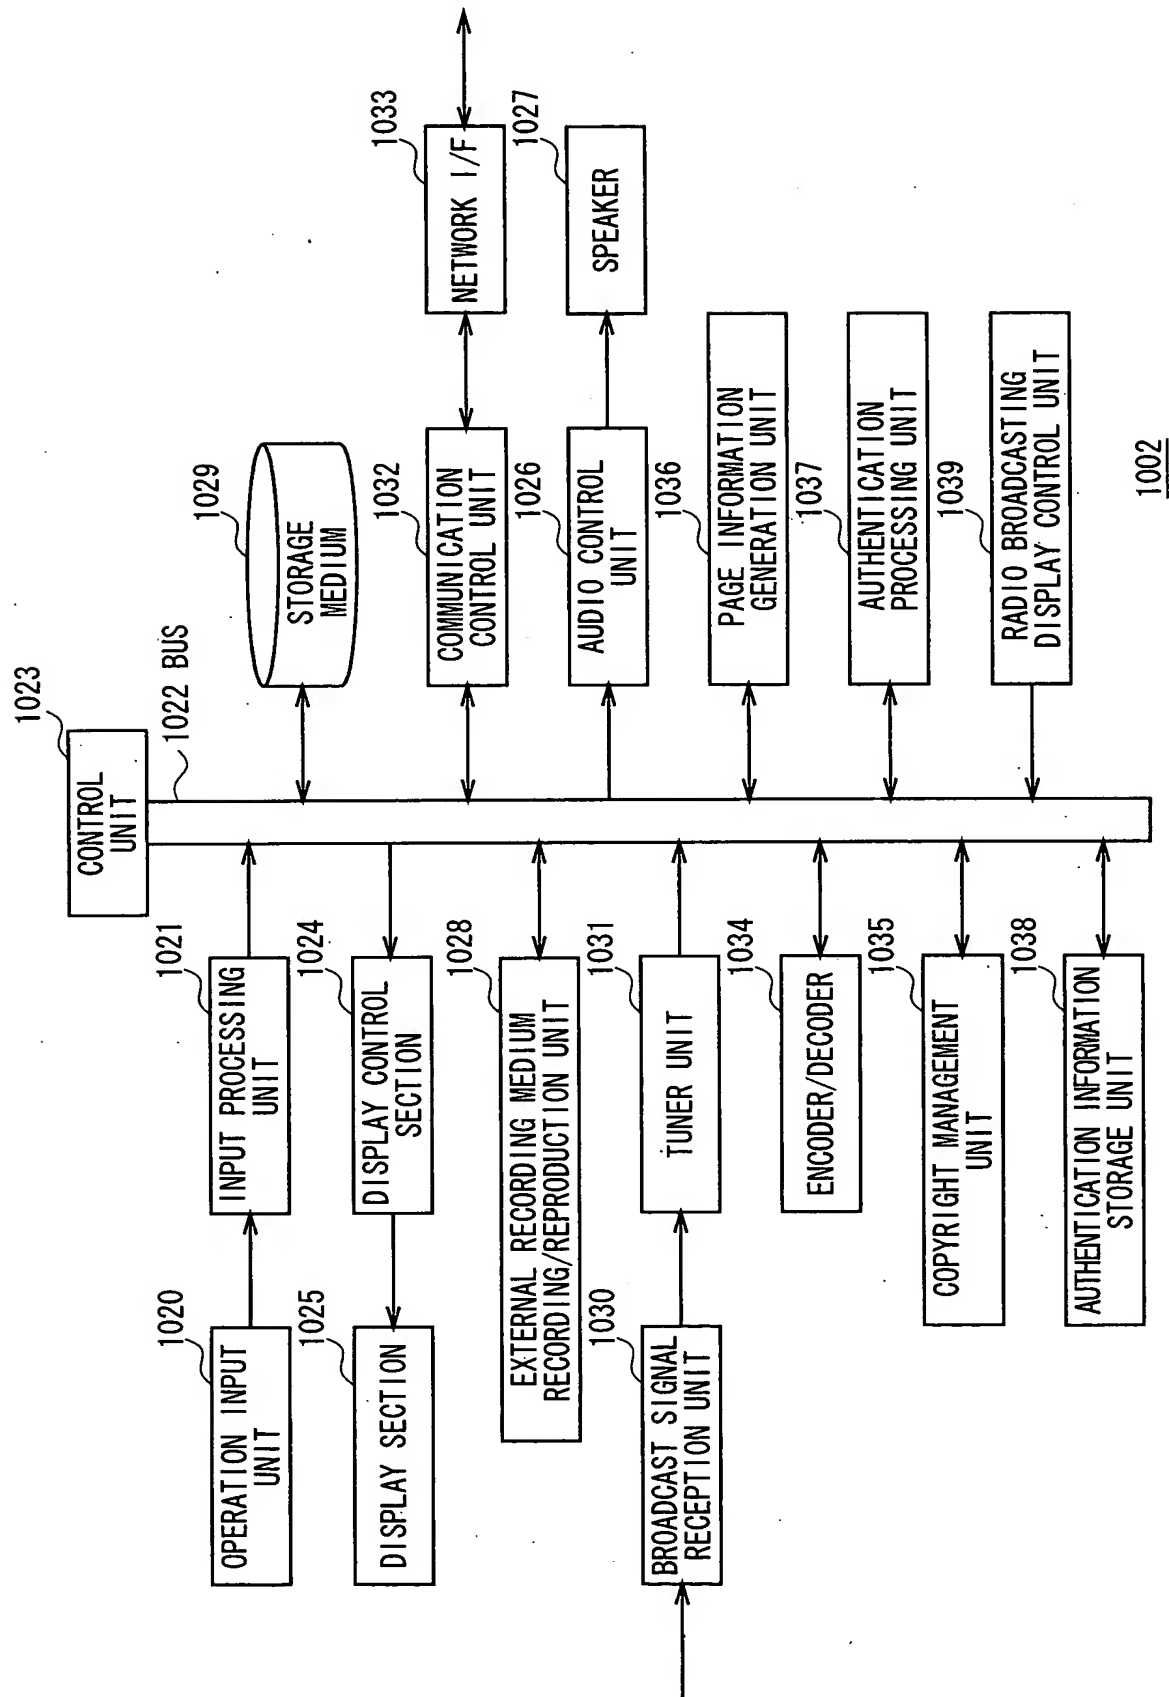 1023
CONTROL
UNIT
1022 BUS
1020
OPERATION INPUT
UNIT
1021
INPUT PROCESSING
UNIT
1029
STORAGE
MEDIUM
1025
DISPLAY SECTION
1024
DISPLAY CONTROL
SECTION
1032
COMMUNICATION
CONTROL UNIT
1033
NETWORK I/F
1028
EXTERNAL RECORDING MEDIUM
RECORDING/REPRODUCTION UNIT
1026
AUDIO CONTROL
UNIT
1027
SPEAKER
1030
BROADCAST SIGNAL
RECEPTION UNIT
1031
TUNER UNIT
1036
PAGE INFORMATION
GENERATION UNIT
1034
ENCODER/DECODER
1037
AUTHENTICATION
PROCESSING UNIT
1035
COPYRIGHT MANAGEMENT
UNIT
1039
RADIO BROADCASTING
DISPLAY CONTROL UNIT
1038
AUTHENTICATION INFORMATION
STORAGE UNIT
1002